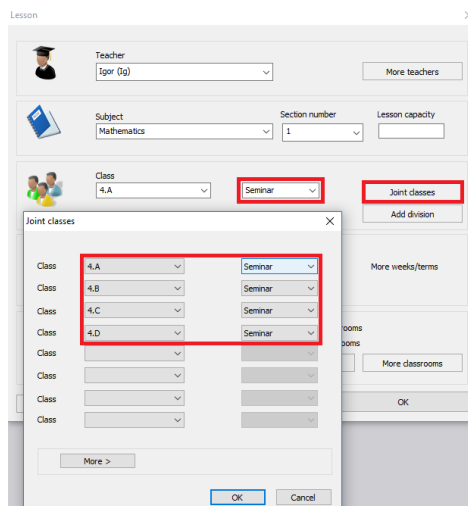 Lesson
Teacher
Igor (Ig)
More teachers
Subject
Section number
Lesson capacity
Mathematics
1
Class
4.A
Seminar
Joint classes
Add division
Joint classes
Class 4.A Seminar
Class 4.B Seminar
Class 4.C Seminar
Class 4.D Seminar
Class
Class
Class
Class
More >
OK
Cancel
More weeks/terms
More classrooms
OK